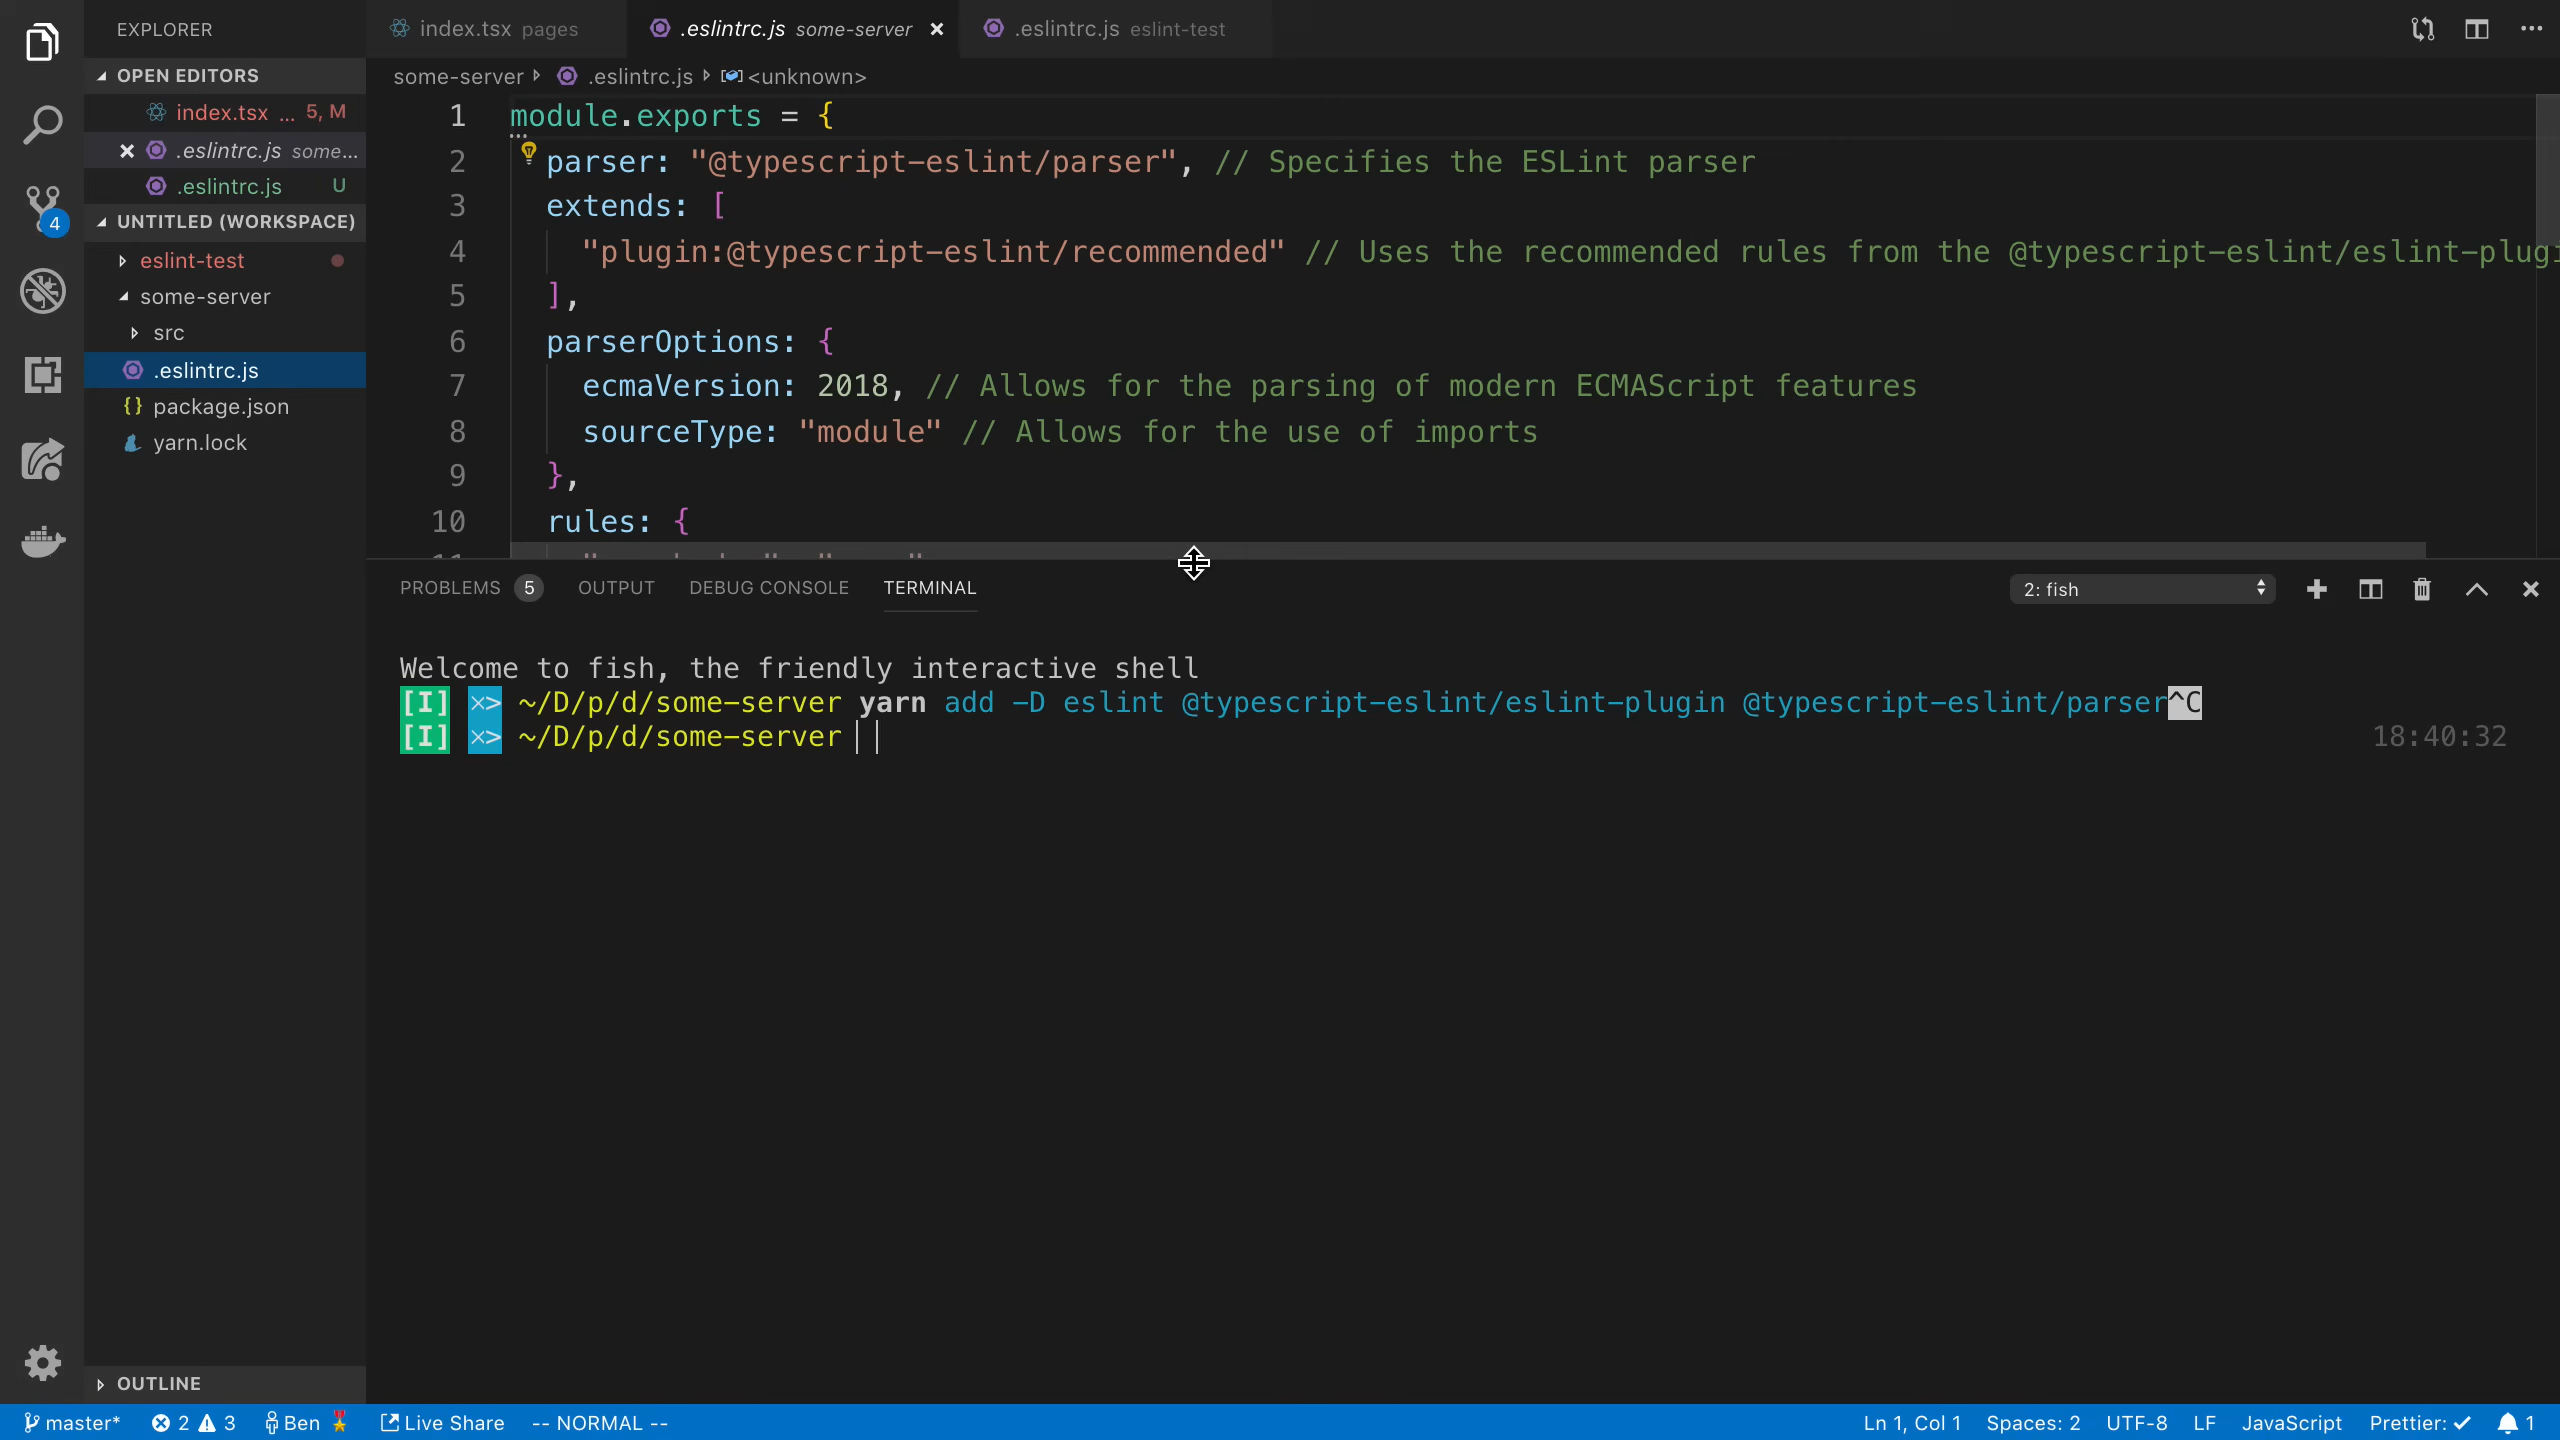 EXPLORER
OPEN EDITORS
index.tsx ... 5, M
.eslintrc.js some...
.eslintrc.js U
4
UNTITLED (WORKSPACE)
eslint-test
some-server
src
.eslintrc.js
{} package.json
yarn.lock
OUTLINE
index.tsx pages
.eslintrc.js some-server
.eslintrc.js eslint-test
some-server .eslintrc.js <unknown>
1 module.exports = {
2 parser: "@typescript-eslint/parser", // Specifies the ESLint parser
3 extends: [
4 "plugin:@typescript-eslint/recommended" // Uses the recommended rules from the @typescript-eslint/eslint-plugi
5 ],
6 parserOptions: {
7 ecmaVersion: 2018, // Allows for the parsing of modern ECMAScript features
8 sourceType: "module" // Allows for the use of imports
9 },
10 rules: {
PROBLEMS 5 OUTPUT DEBUG CONSOLE TERMINAL 2: fish
Welcome to fish, the friendly interactive shell
[I] ×> ~/D/p/d/some-server yarn add -D eslint @typescript-eslint/eslint-plugin @typescript-eslint/parser^C
[I] ×> ~/D/p/d/some-server 18:40:32
master* 2 3 Ben Live Share -- NORMAL -- Ln 1, Col 1 Spaces: 2 UTF-8 LF JavaScript Prettier: 1